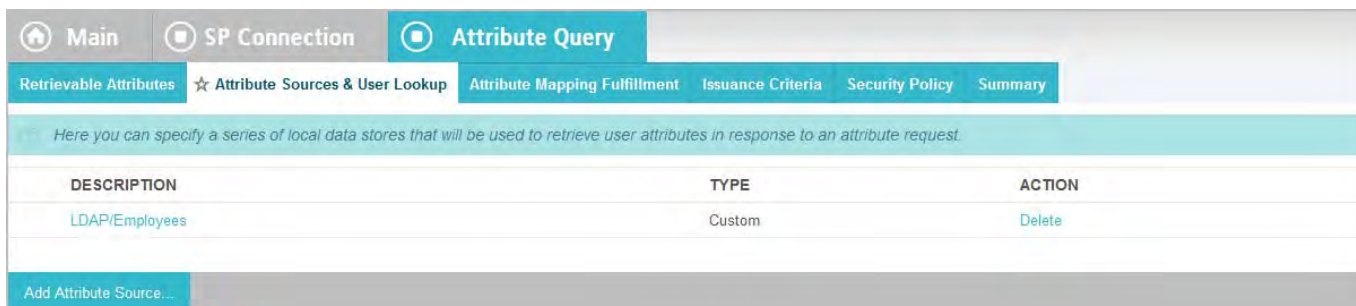 Main SP Connection Attribute Query
Retrievable Attributes Attribute Sources & User Lookup Attribute Mapping Fulfillment Issuance Criteria Security Policy Summary
Here you can specify a series of local data stores that will be used to retrieve user attributes in response to an attribute request.
DESCRIPTION TYPE ACTION
LDAP/Employees Custom Delete
Add Attribute Source...